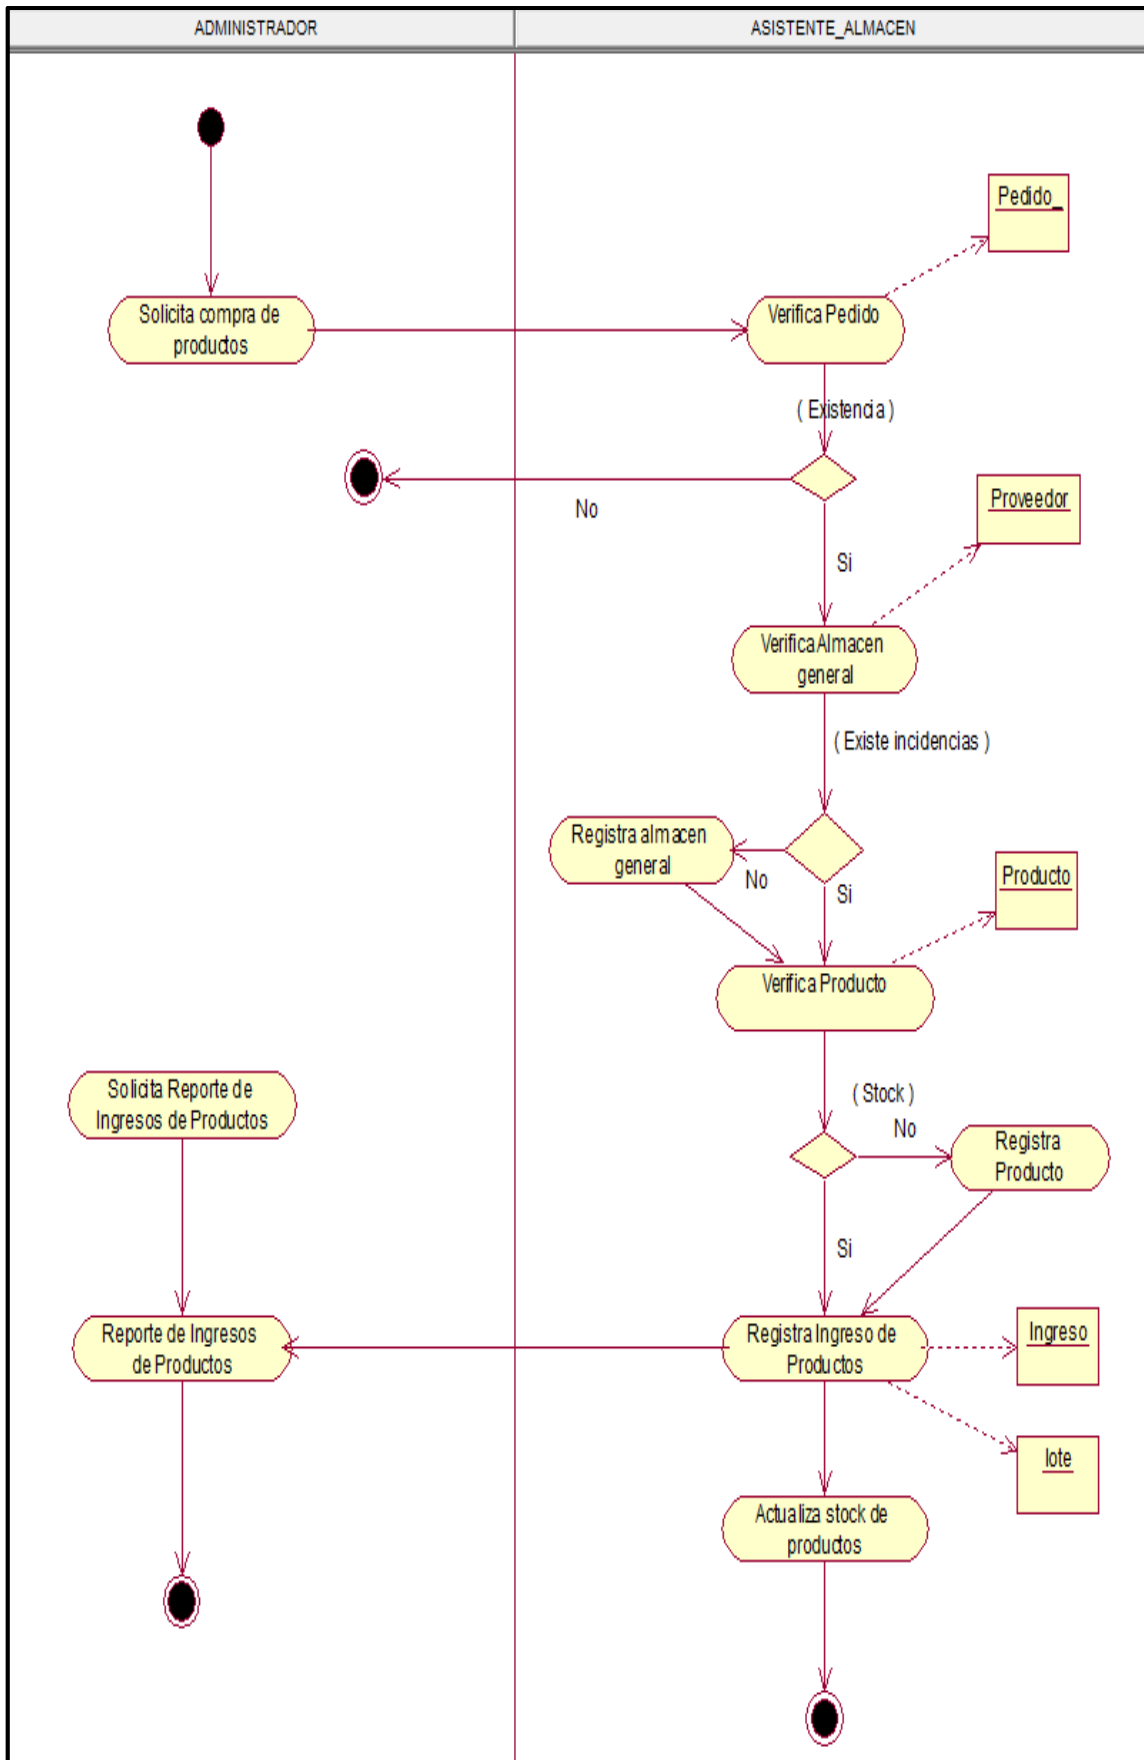 ADMINISTRADOR
ASISTENTE_ALMACEN
Pedido_
Solicita compra de
productos
Verifica Pedido
( Existencia )
No
Proveedor
Si
Verifica Almacen
general
( Existe incidencias )
Registra almacen
general
No
Si
Producto
Verifica Producto
Solicita Reporte de
Ingresos de Productos
( Stock )
No
Registra
Producto
Si
Reporte de Ingresos
de Productos
Registra Ingreso de
Productos
Ingreso
lote
Actualiza stock de
productos